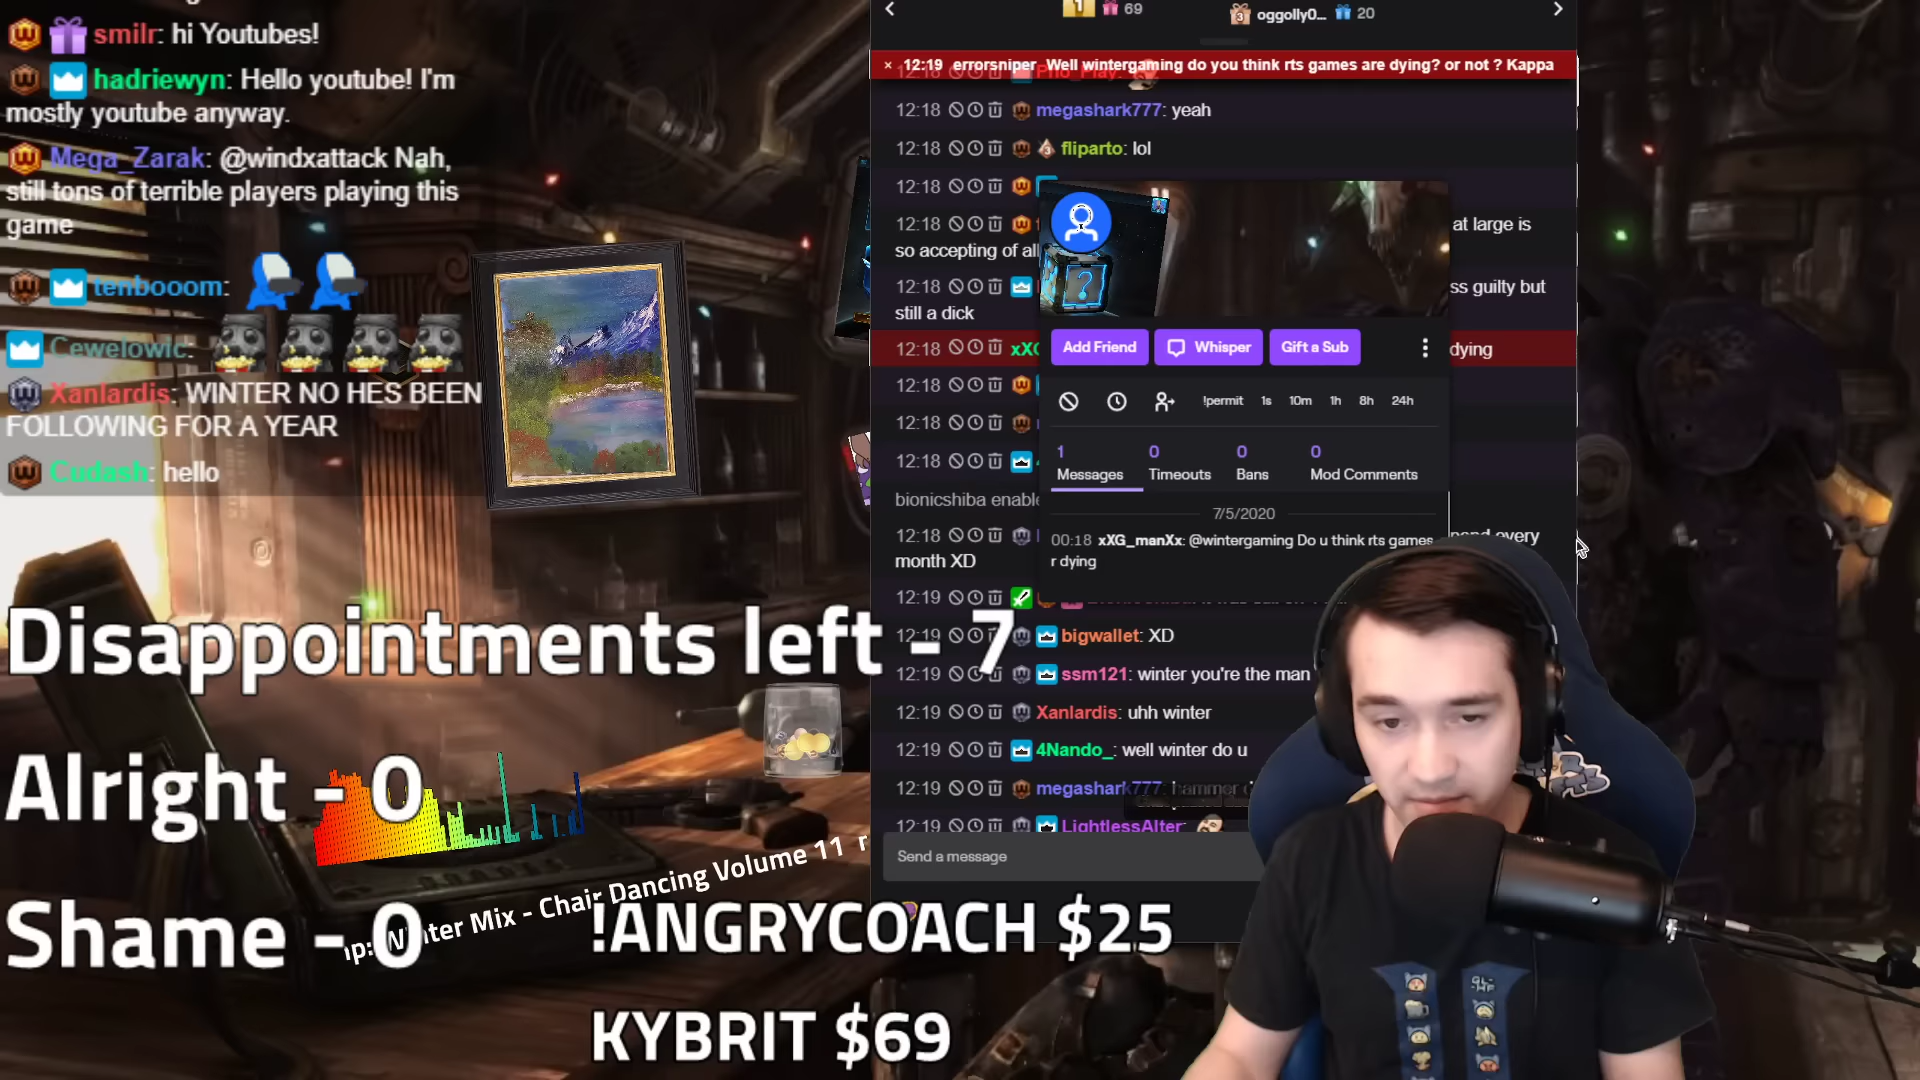 smilr: hi Youtubes!
hadriewyn: Hello youtube! I'm
mostly youtube anyway.
Mega_Zarak: @windxattack Nah,
still tons of terrible players playing this
game
tenbooom:
Cewelowic:
Xanlardis: WINTER NO HES BEEN
FOLLOWING FOR A YEAR
Cudash: hello
Disappointments left - 7
Alright - 0
Shame - 0
Winter Mix - Chair Dancing Volume 11
!ANGRYCOACH $25
KYBRIT $69
1 69
3 oggolly0... 20
× 12:19 errorsniper Well wintergaming do you think rts games are dying? or not ? Kappa
12:18 megashark777: yeah
12:18 fliparto: lol
12:18
12:18 at large is
so accepting of all
12:18 ss guilty but
still a dick
12:18 xXG dying
12:18
12:18
12:18
bionicshiba enable
12:18 every
month XD
12:19
12:19 bigwallet: XD
12:19 ssm121: winter you're the man
12:19 Xanlardis: uhh winter
12:19 4Nando_: well winter do u
12:19 megashark777: hammer
12:19 LightlessAlter:
Send a message
Add Friend Whisper Gift a Sub
!permit 1s 10m 1h 8h 24h
1 0 0 0
Messages Timeouts Bans Mod Comments
7/5/2020
00:18 xXG_manXx: @wintergaming Do u think rts games
r dying